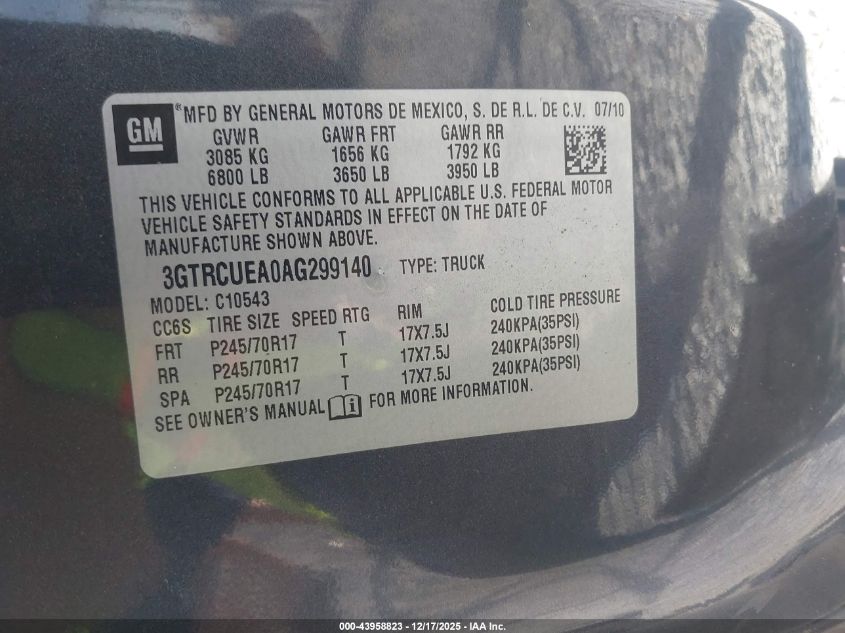 GM
®MFD BY GENERAL MOTORS DE MEXICO, S. DE R.L. DE C.V. 07/10
GVWR GAWR FRT GAWR RR
3085 KG 1656 KG 1792 KG
6800 LB 3650 LB 3950 LB
THIS VEHICLE CONFORMS TO ALL APPLICABLE U.S. FEDERAL MOTOR
VEHICLE SAFETY STANDARDS IN EFFECT ON THE DATE OF
MANUFACTURE SHOWN ABOVE.
3GTRCUEA0AG299140 TYPE: TRUCK
MODEL: C10543
CC6S TIRE SIZE SPEED RTG RIM COLD TIRE PRESSURE
FRT P245/70R17 T 17X7.5J 240KPA(35PSI)
RR P245/70R17 T 17X7.5J 240KPA(35PSI)
SPA P245/70R17 T 17X7.5J 240KPA(35PSI)
SEE OWNER'S MANUAL i FOR MORE INFORMATION.
000-43958823 - 12/17/2025 - IAA Inc.